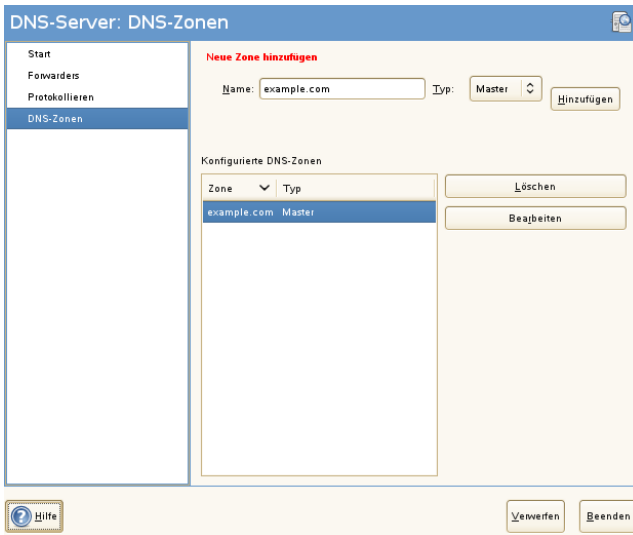 DNS-Server: DNS-Zonen
Start
Forwarders
Protokollieren
DNS-Zonen
Neue Zone hinzufügen
Name: example.com Typ: Master Hinzufügen
Konfigurierte DNS-Zonen
Zone Typ
example.com Master
Löschen
Bearbeiten
Hilfe Verwerfen Beenden